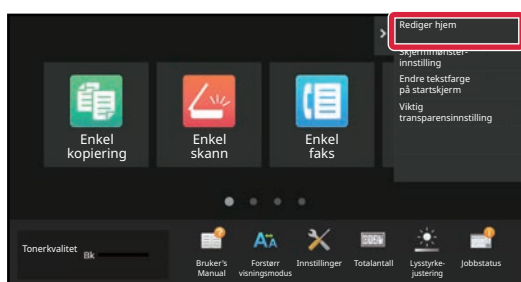 Rediger hjem
Skjermmønster-
innstilling
Endre tekstfarge
på startskjerm
Viktig
transparensinnstilling
Enkel
kopiering
Enkel
skann
Enkel
faks
Tonerkvalitet
Bk
Bruker's
Manual
Forstørr
visningsmodus
Innstillinger
Totalantall
Lysstyrke-
justering
Jobbstatus